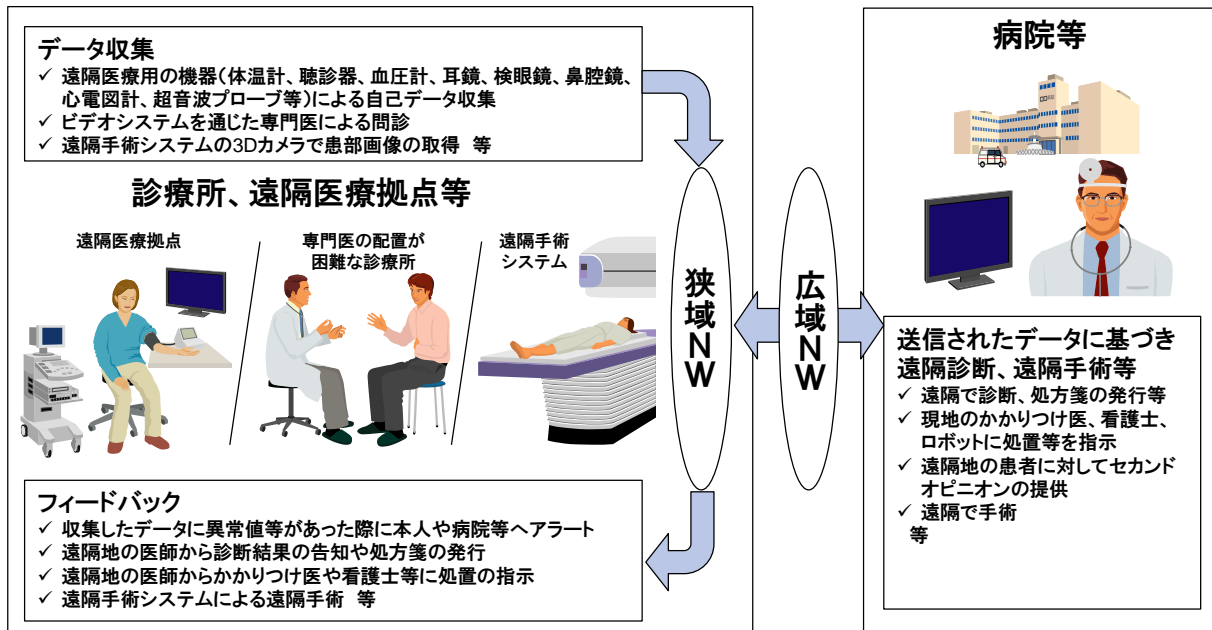 データ収集
✓ 遠隔医療用の機器（体温計、聴診器、血圧計、耳鏡、検眼鏡、鼻腔鏡、
心電図計、超音波プローブ等）による自己データ収集
✓ ビデオシステムを通じた専門医による問診
✓ 遠隔手術システムの3Dカメラで患部画像の取得　等
診療所、遠隔医療拠点等
遠隔医療拠点
専門医の配置が
困難な診療所
遠隔手術
システム
フィードバック
✓ 収集したデータに異常値等があった際に本人や病院等へアラート
✓ 遠隔地の医師から診断結果の告知や処方箋の発行
✓ 遠隔地の医師からかかりつけ医や看護士等に処置の指示
✓ 遠隔手術システムによる遠隔手術　等
狭域NW
広域NW
病院等
送信されたデータに基づき
遠隔診断、遠隔手術等
✓ 遠隔で診断、処方箋の発行等
✓ 現地のかかりつけ医、看護士、
ロボットに処置等を指示
✓ 遠隔地の患者に対してセカンド
オピニオンの提供
✓ 遠隔で手術
等